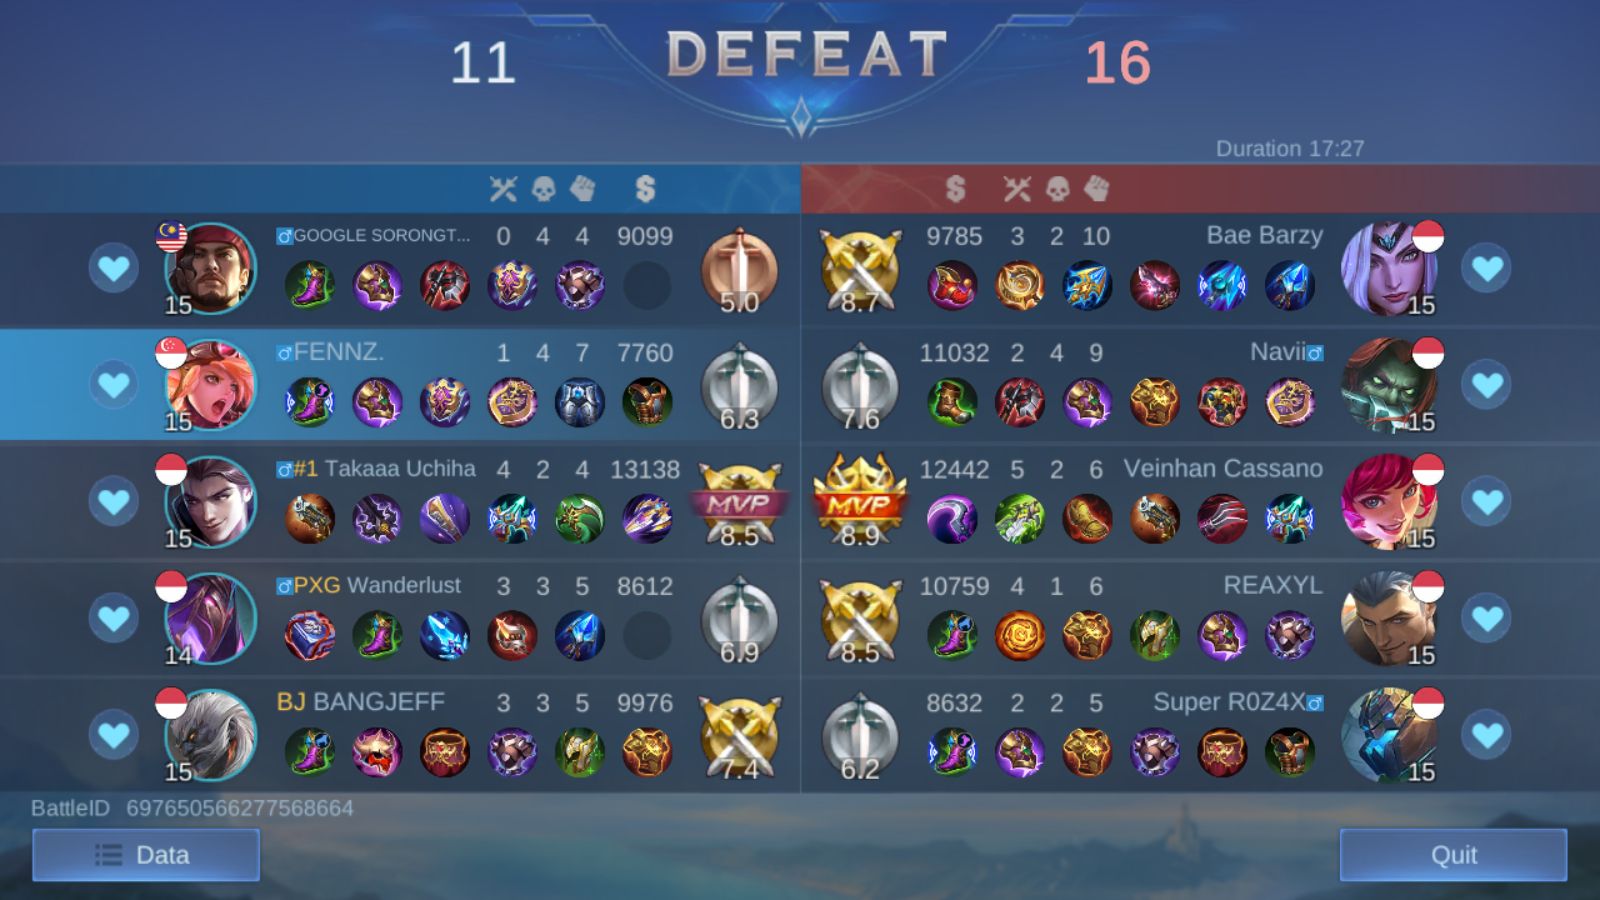 11 DEFEAT 16
Duration 17:27
GOOGLE SORONGT... 0 4 4 9099
15 5.0
9785 3 2 10 Bae Barzy
8.7 15
FENNZ. 1 4 7 7760
15 6.3
11032 2 4 9 Navii
7.6 15
#1 Takaaa Uchiha 4 2 4 13138
MVP
15 8.5
12442 5 2 6 Veinhan Cassano
MVP
8.9 15
PXG Wanderlust 3 3 5 8612
14 6.9
10759 4 1 6 REAXYL
8.5 15
BJ BANGJEFF 3 3 5 9976
15 7.4
8632 2 2 5 Super R0Z4X
6.2 15
BattleID 697650566277568664
Data
Quit